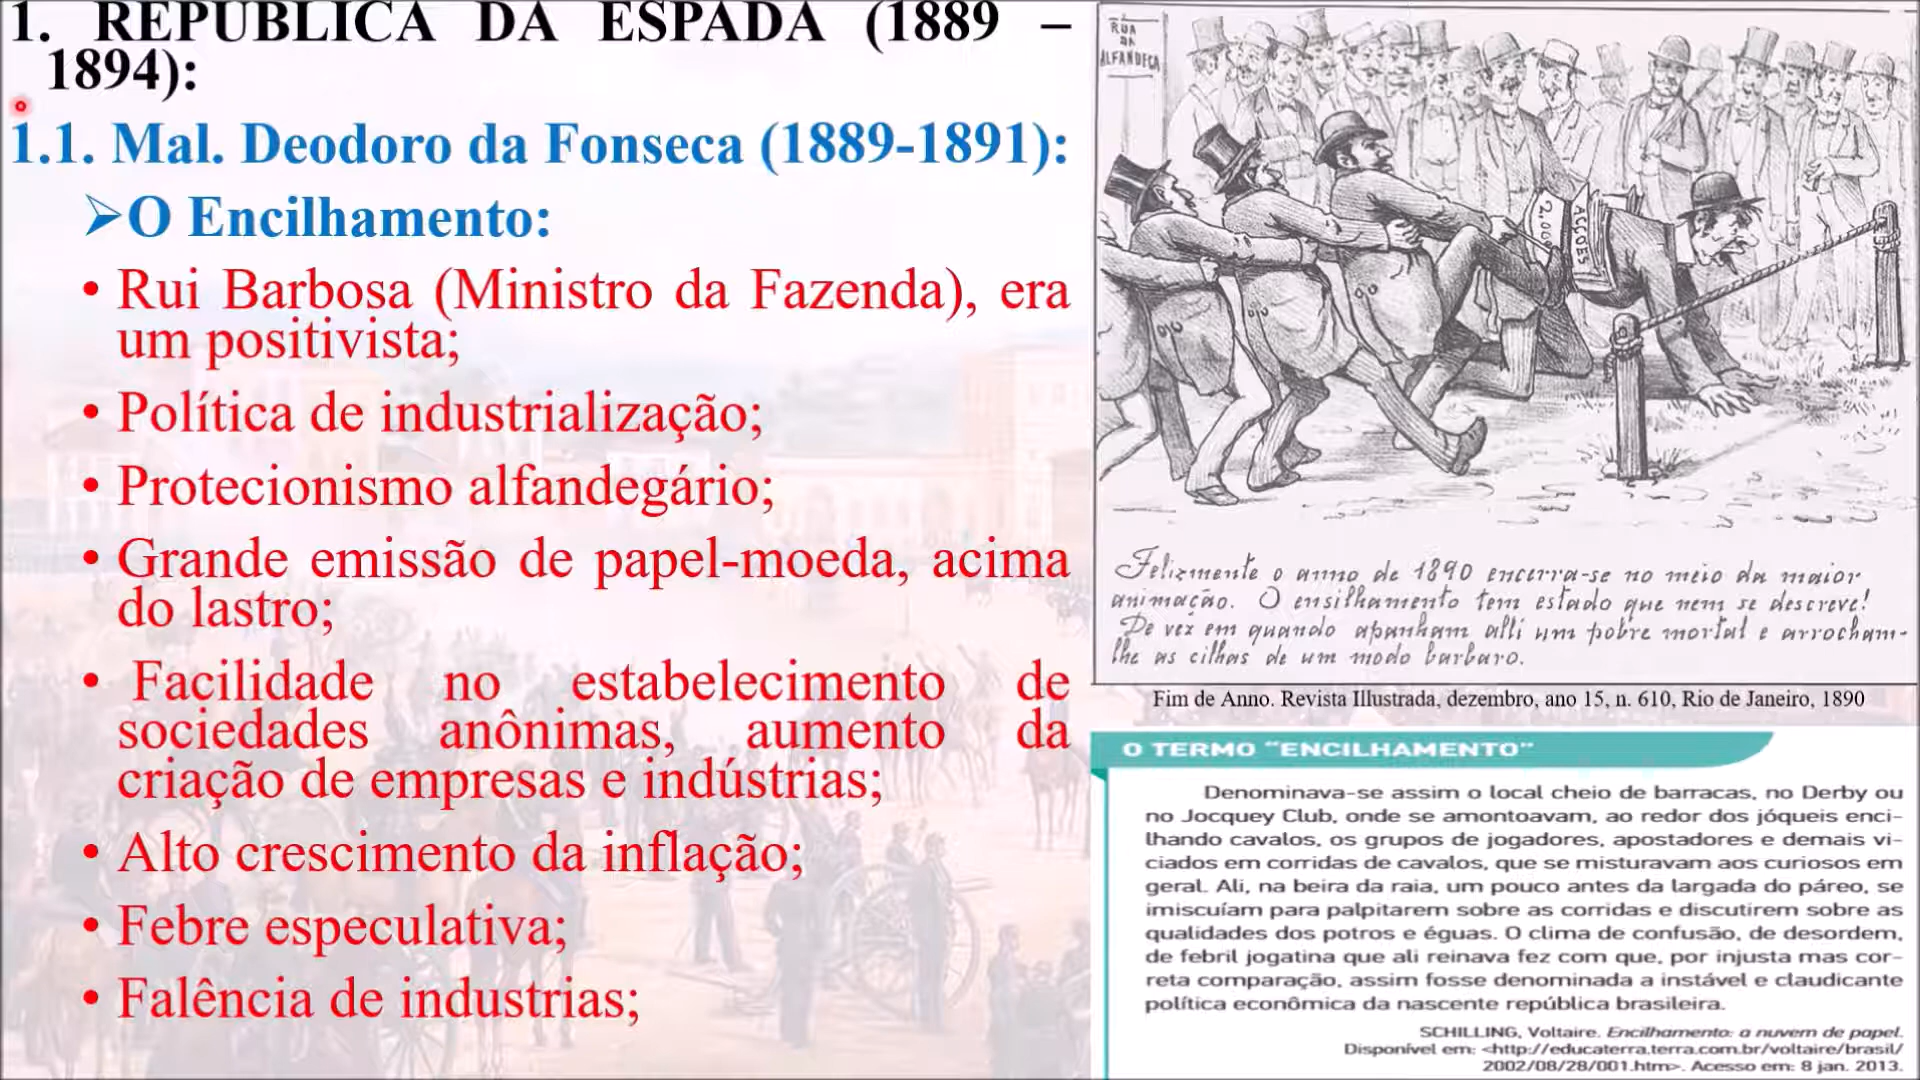 1. REPÚBLICA DA ESPADA (1889 –
1894):
1.1. Mal. Deodoro da Fonseca (1889-1891):
➢O Encilhamento:
• Rui Barbosa (Ministro da Fazenda), era
um positivista;
• Política de industrialização;
• Protecionismo alfandegário;
• Grande emissão de papel-moeda, acima
do lastro;
• Facilidade no estabelecimento de
sociedades anônimas, aumento da
criação de empresas e indústrias;
• Alto crescimento da inflação;
• Febre especulativa;
• Falência de industrias;
RUA
DA
ALFANDEGA
2.000
ACÇÕES
Felizmente o anno de 1890 encerra-se no meio da maior
animação. O ensilhamento tem estado que nem se descreve!
De vez em quando apanham alli um pobre mortal e arrocham-
lhe as cilhas de um modo barbaro.
Fim de Anno. Revista Illustrada, dezembro, ano 15, n. 610, Rio de Janeiro, 1890
O TERMO “ENCILHAMENTO”
Denominava-se assim o local cheio de barracas, no Derby ou
no Jocquey Club, onde se amontoavam, ao redor dos jóqueis enci-
lhando cavalos, os grupos de jogadores, apostadores e demais vi-
ciados em corridas de cavalos, que se misturavam aos curiosos em
geral. Ali, na beira da raia, um pouco antes da largada do páreo, se
imiscuíam para palpitarem sobre as corridas e discutirem sobre as
qualidades dos potros e éguas. O clima de confusão, de desordem,
de febril jogatina que ali reinava fez com que, por injusta mas cor-
reta comparação, assim fosse denominada a instável e claudicante
política econômica da nascente república brasileira.
SCHILLING, Voltaire. Encilhamento: a nuvem de papel.
Disponível em: <http://educaterra.terra.com.br/voltaire/brasil/
2002/08/28/001.htm>. Acesso em: 8 jan. 2013.